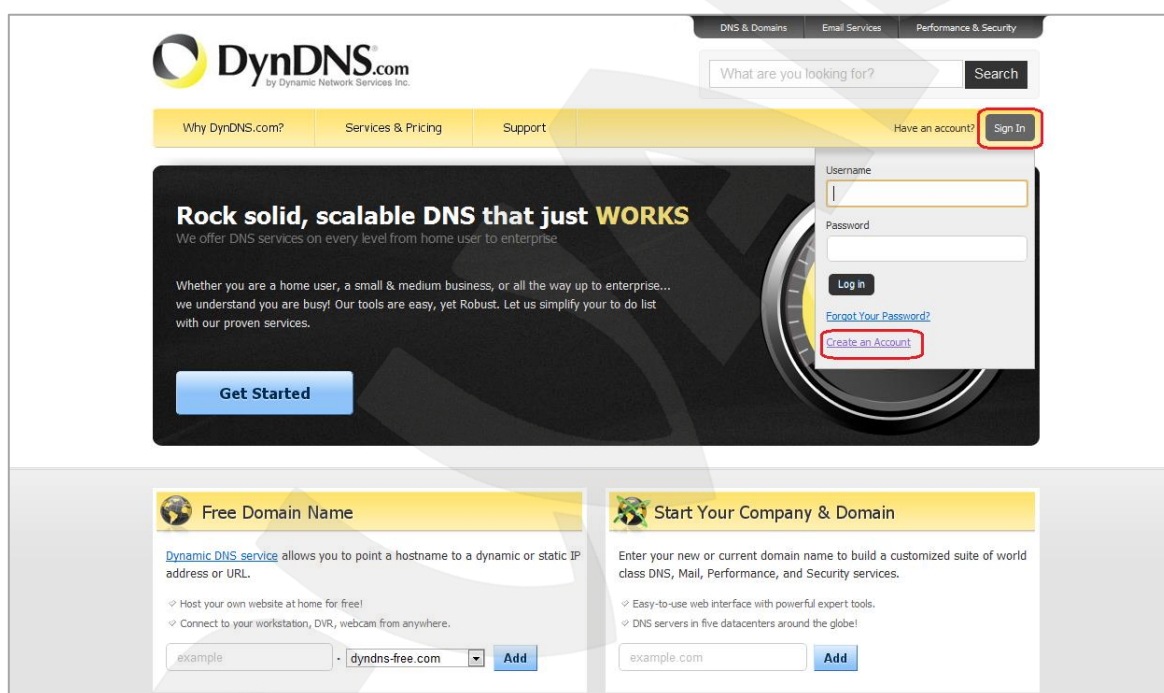 DNS & Domains Email Services Performance & Security
DynDNS.com
by Dynamic Network Services Inc.
What are you looking for? Search
Why DynDNS.com? Services & Pricing Support Have an account? Sign In
Username
Password
Log in
Forgot Your Password?
Create an Account
Rock solid, scalable DNS that just WORKS
We offer DNS services on every level from home user to enterprise
Whether you are a home user, a small & medium business, or all the way up to enterprise...
we understand you are busy! Our tools are easy, yet Robust. Let us simplify your to do list
with our proven services.
Get Started
Free Domain Name
Dynamic DNS service allows you to point a hostname to a dynamic or static IP
address or URL.
Host your own website at home for free!
Connect to your workstation, DVR, webcam from anywhere.
example - dyndns-free.com Add
Start Your Company & Domain
Enter your new or current domain name to build a customized suite of world
class DNS, Mail, Performance, and Security services.
Easy-to-use web interface with powerful expert tools.
DNS servers in five datacenters around the globe!
example.com Add